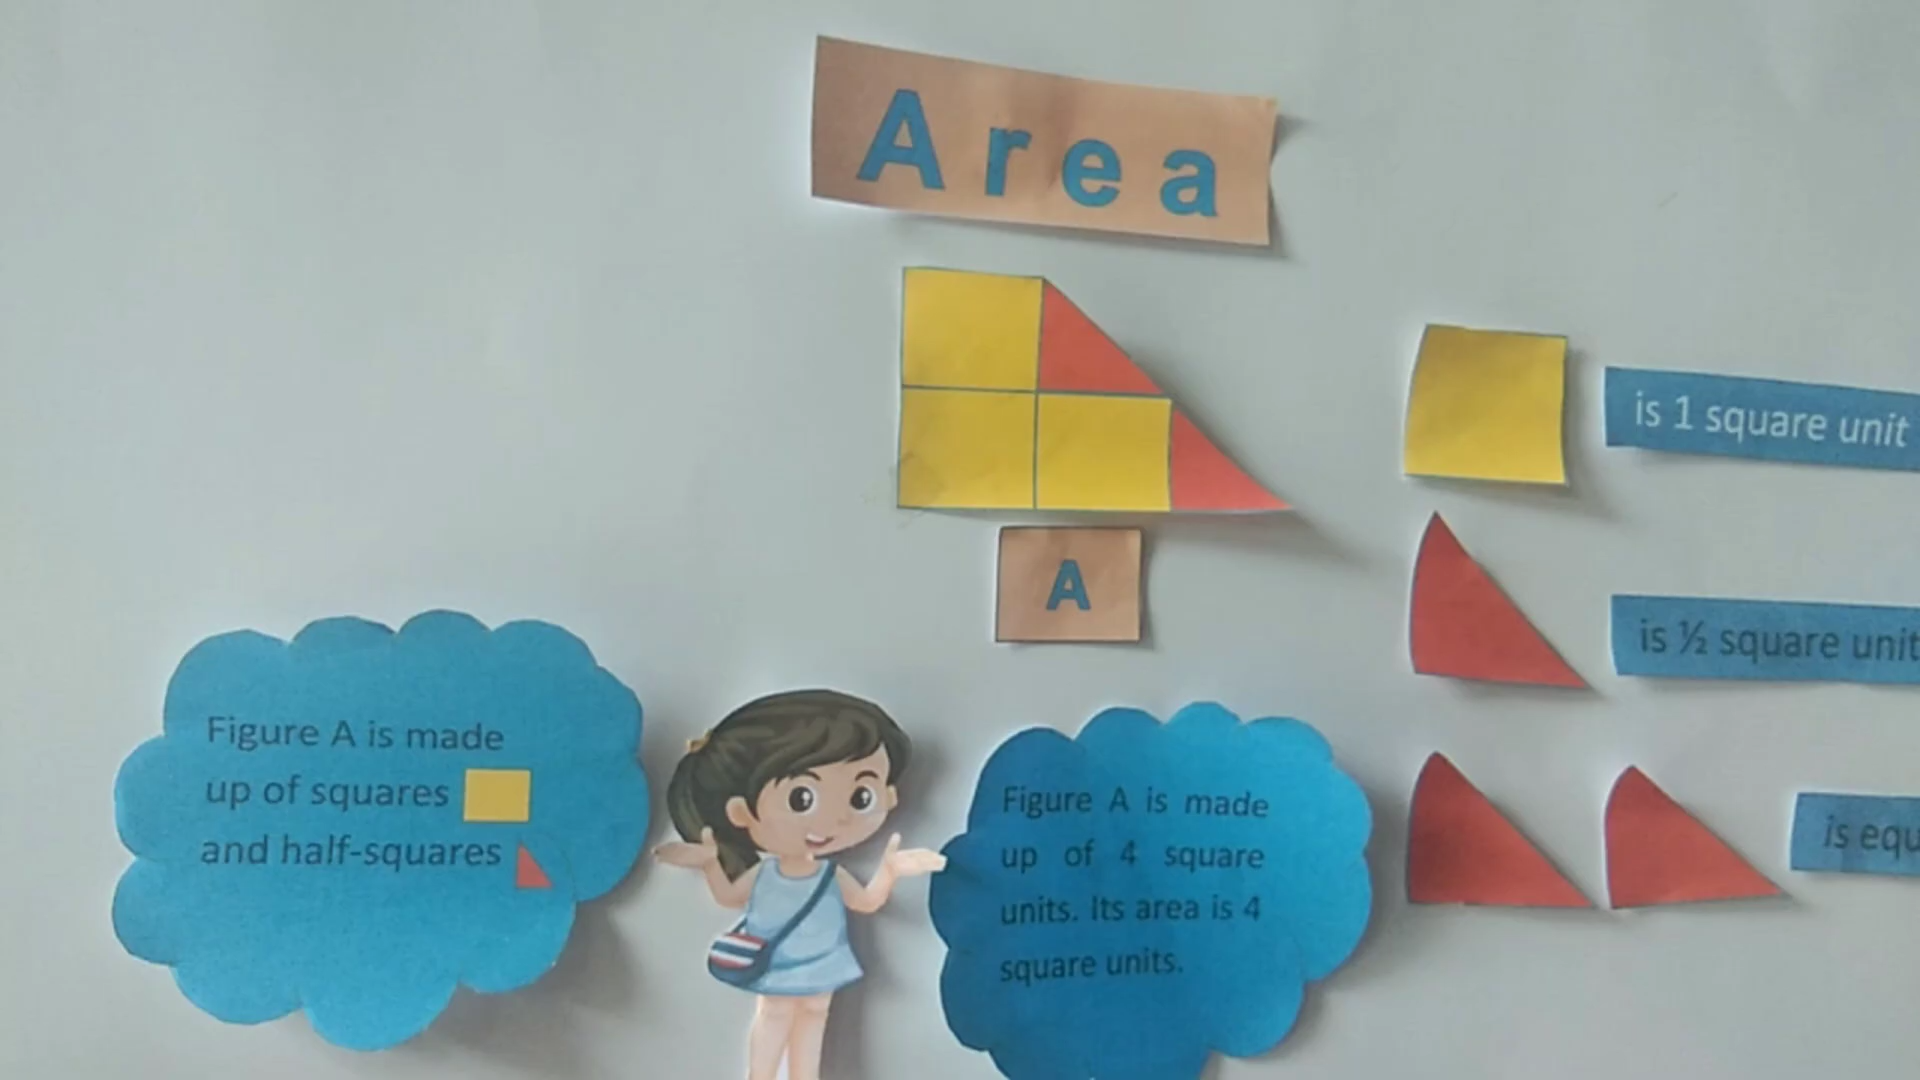 Area
is 1 square unit
A
is ½ square unit
Figure A is made
up of squares
and half-squares
Figure A is made
up of 4 square
units. Its area is 4
square units.
is